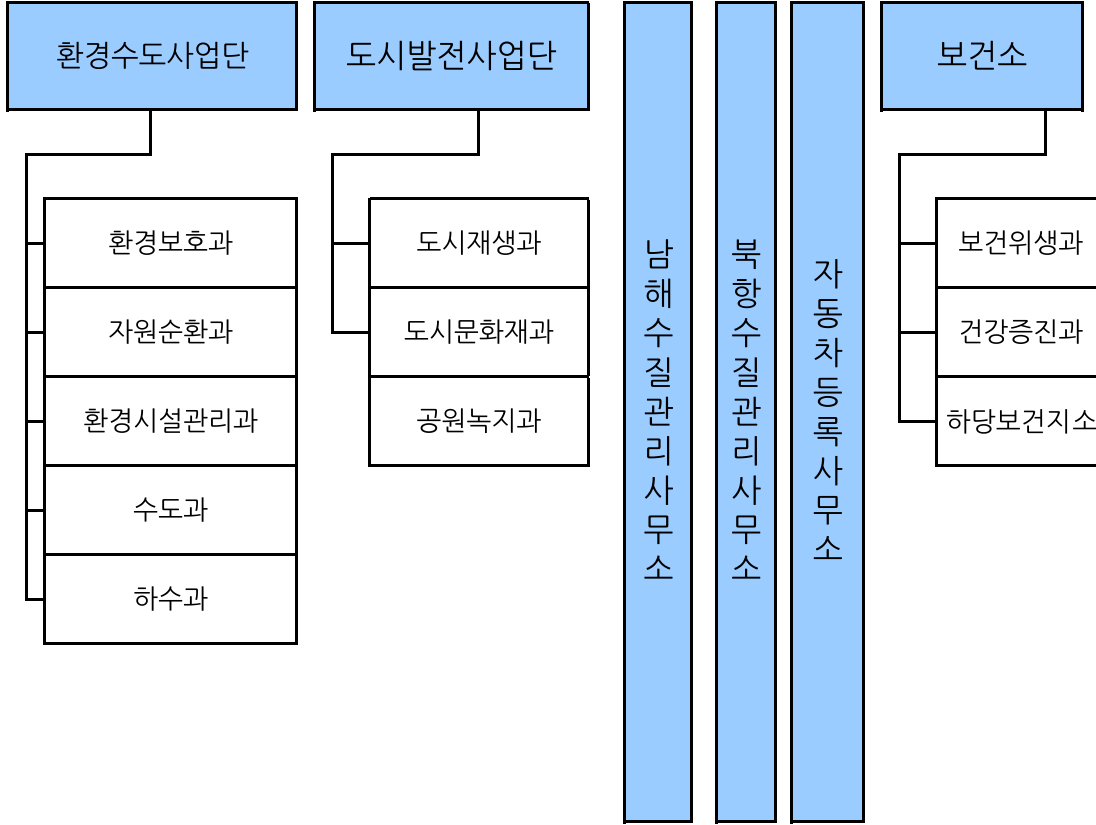 환경수도사업단
환경보호과
자원순환과
환경시설관리과
수도과
하수과
도시발전사업단
도시재생과
도시문화재과
공원녹지과
남해수질관리사무소
북항수질관리사무소
자동차등록사무소
보건소
보건위생과
건강증진과
하당보건지소